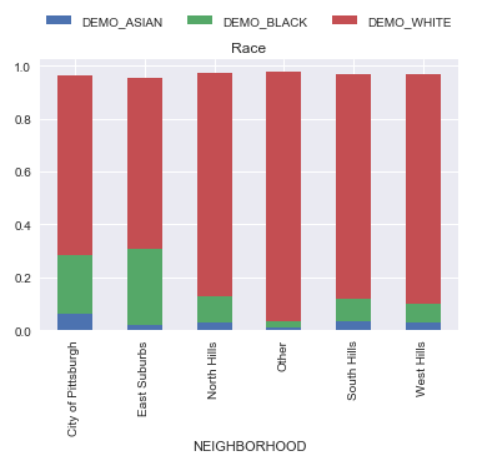 DEMO_ASIAN DEMO_BLACK DEMO_WHITE
Race
1.0
0.8
0.6
0.4
0.2
0.0
City of Pittsburgh
East Suburbs
North Hills
Other
South Hills
West Hills
NEIGHBORHOOD